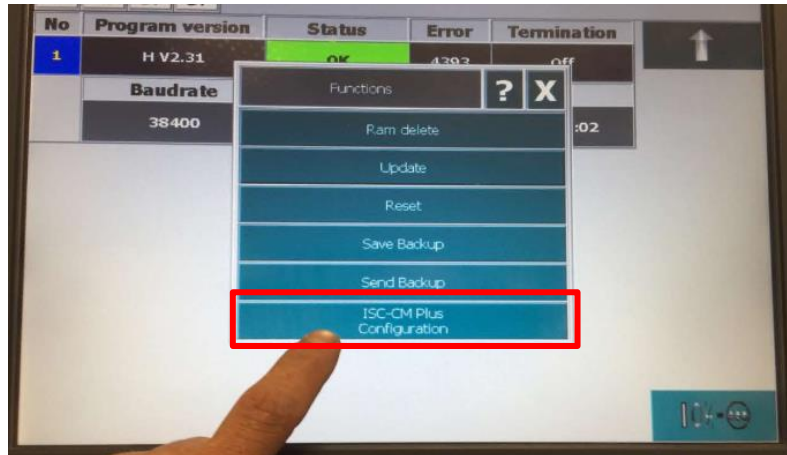 No Program version Status Error Termination
1 H V2.31 OK 4393 Off
Baudrate
38400 :02
Functions ? X
Ram delete
Update
Reset
Save Backup
Send Backup
ISC-CM Plus
Configuration